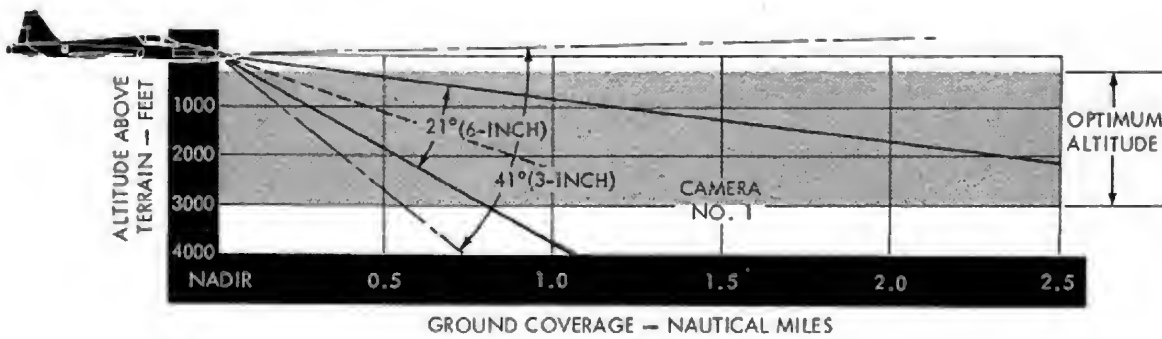 ALTITUDE ABOVE
TERRAIN — FEET
1000
2000
3000
4000
21° (6-INCH)
41° (3-INCH)
CAMERA
NO. 1
OPTIMUM
ALTITUDE
NADIR 0.5 1.0 1.5 2.0 2.5
GROUND COVERAGE — NAUTICAL MILES